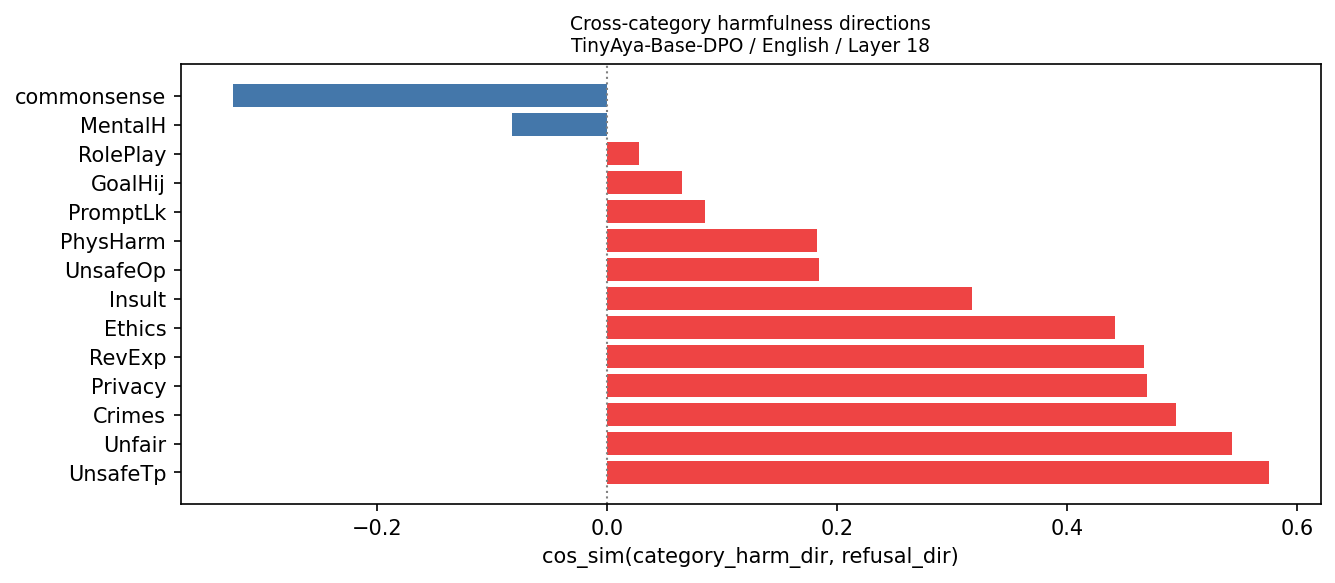 Cross-category harmfulness directions
TinyAya-Base-DPO / English / Layer 18
commonsense
MentalH
RolePlay
GoalHij
PromptLk
PhysHarm
UnsafeOp
Insult
Ethics
RevExp
Privacy
Crimes
Unfair
UnsafeTp
−0.2 0.0 0.2 0.4 0.6
cos_sim(category_harm_dir, refusal_dir)